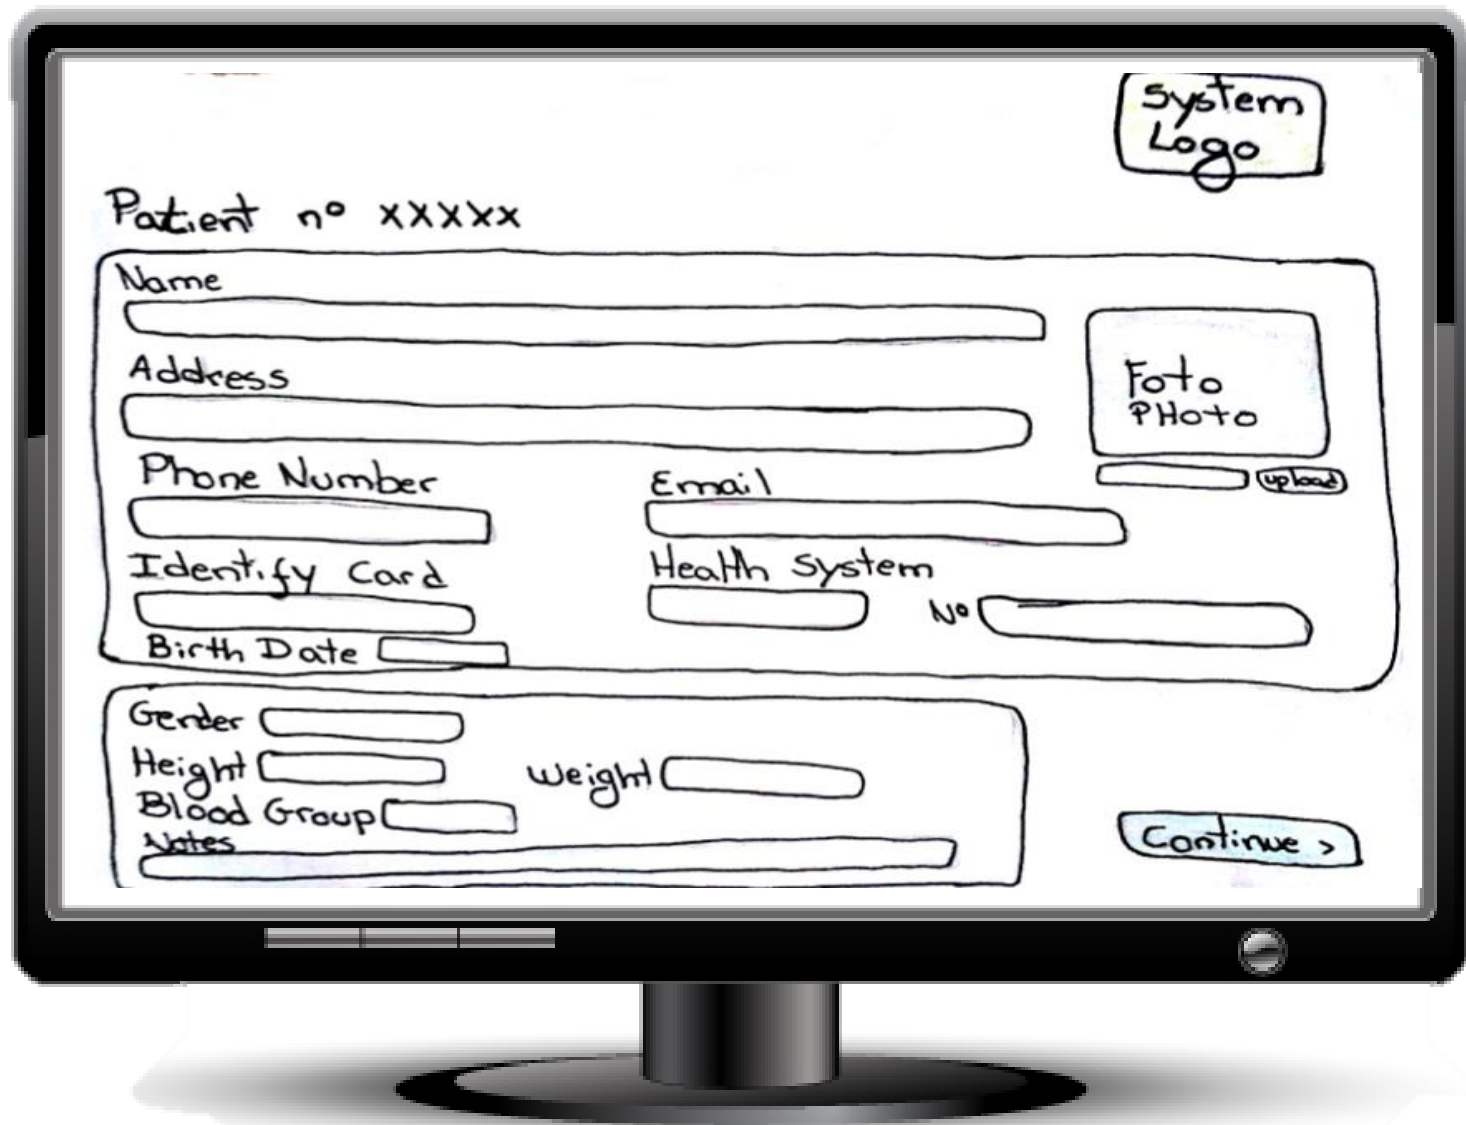 System
Logo
Patient nº xxxxx
Name
Address
Foto
PHoto
upload
Phone Number
Email
Identify Card
Health System
Nº
Birth Date
Gender
Height
Weight
Blood Group
Notes
Continue >